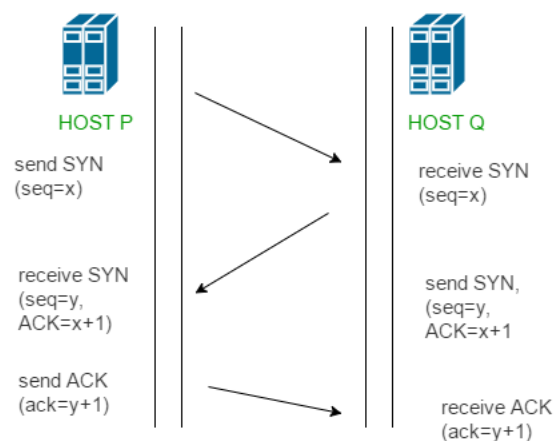 HOST P
HOST Q
send SYN
(seq=x)
receive SYN
(seq=x)
receive SYN
(seq=y,
ACK=x+1)
send SYN,
(seq=y,
ACK=x+1
send ACK
(ack=y+1)
receive ACK
(ack=y+1)